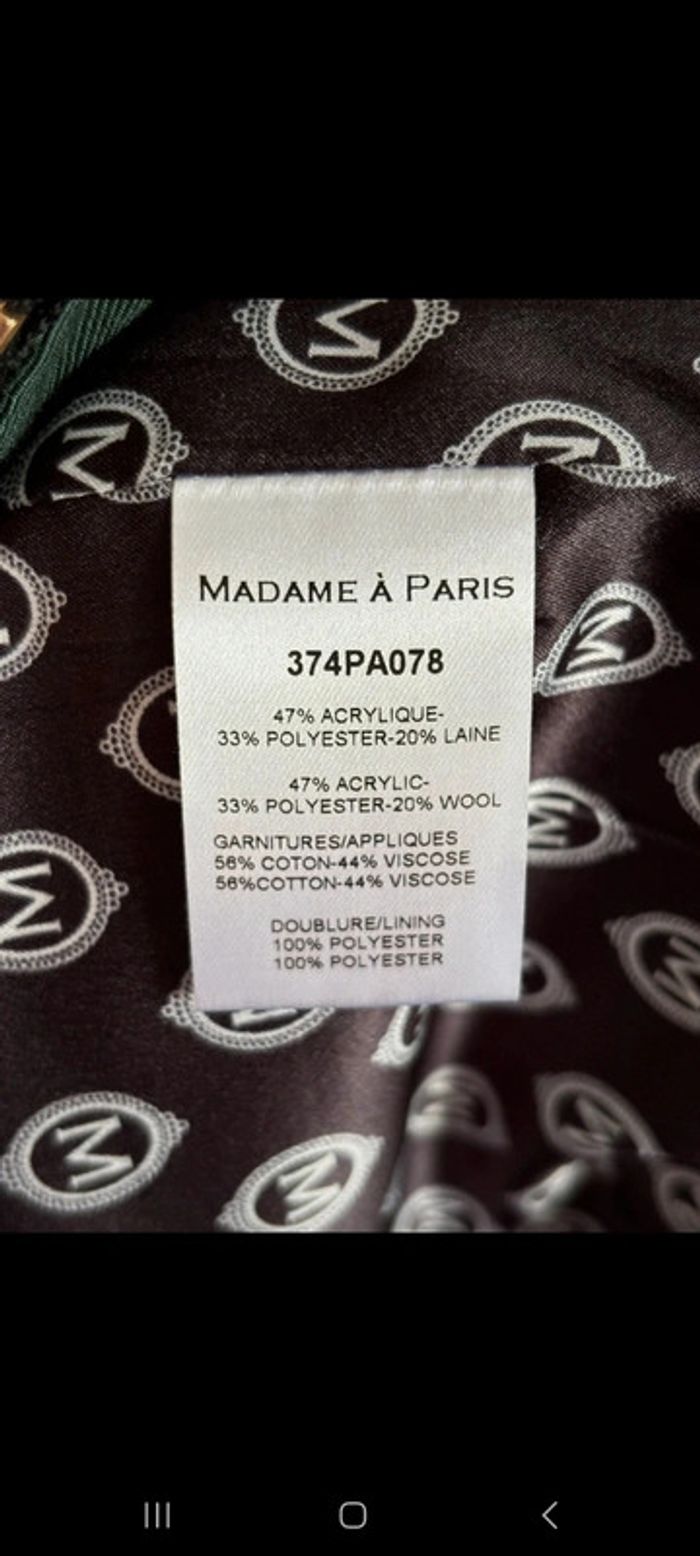 MADAME À PARIS
374PA078
47% ACRYLIQUE-
33% POLYESTER-20% LAINE
47% ACRYLIC-
33% POLYESTER-20% WOOL
GARNITURES/APPLIQUES
56% COTON-44% VISCOSE
56%COTTON-44% VISCOSE
DOUBLURE/LINING
100% POLYESTER
100% POLYESTER